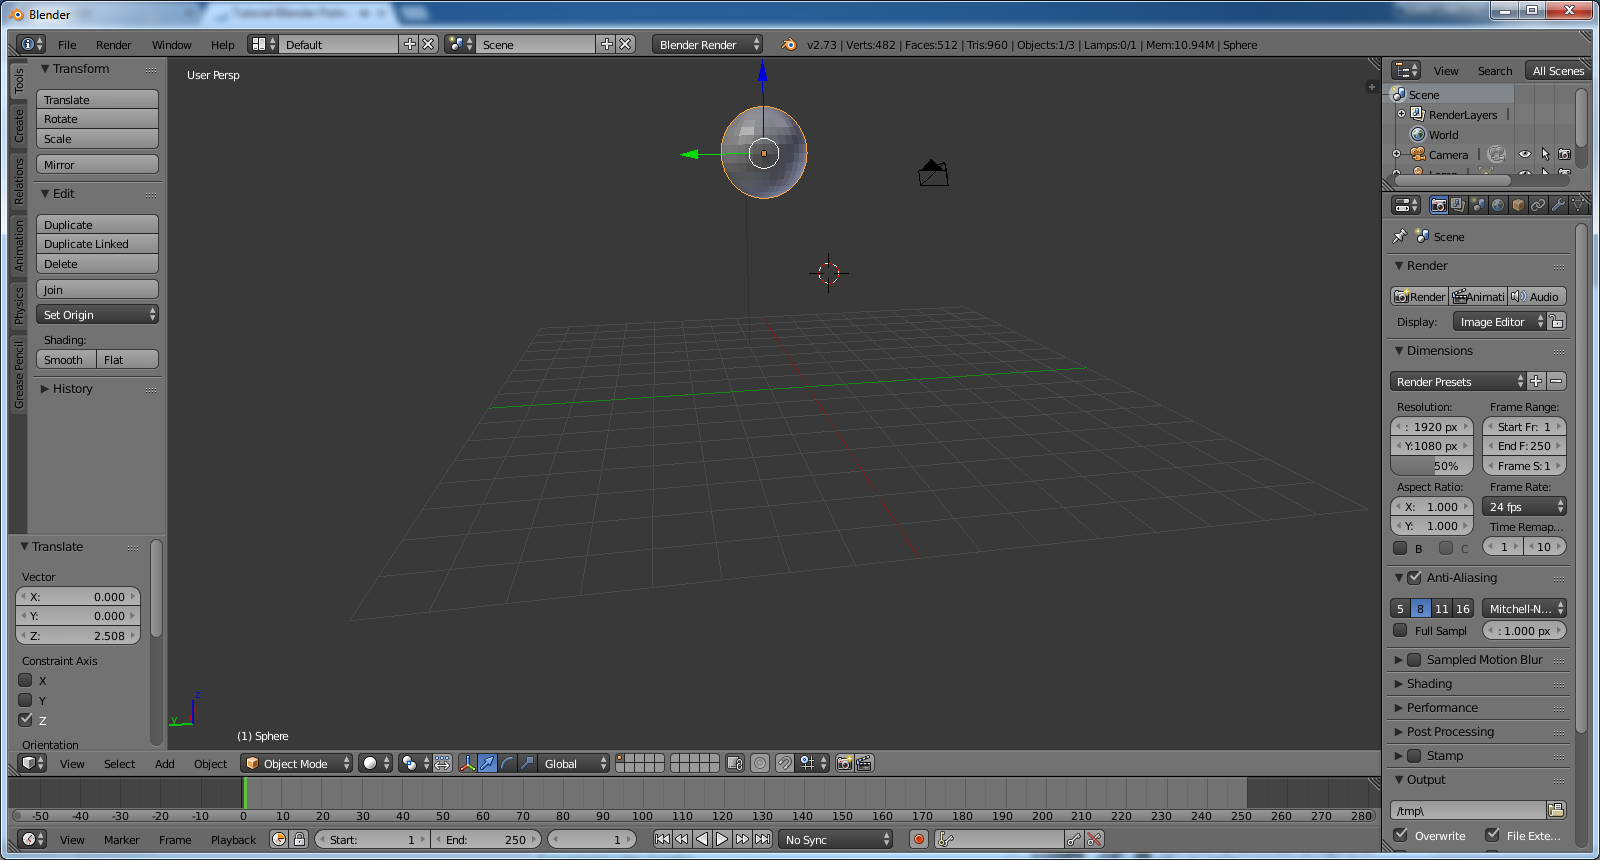 Blender
File Render Window Help Default Scene Blender Render v2.73 | Verts:482 | Faces:512 | Tris:960 | Objects:1/3 | Lamps:0/1 | Mem:10.94M | Sphere
Tools
Create
Relations
Animation
Physics
Grease Pencil
Transform
Translate
Rotate
Scale
Mirror
Edit
Duplicate
Duplicate Linked
Delete
Join
Set Origin
Shading:
Smooth Flat
History
Translate
Vector
X: 0.000
Y: 0.000
Z: 2.508
Constraint Axis
X
Y
Z
Orientation
User Persp
z
y
(1) Sphere
View Select Add Object Object Mode Global
-50 -40 -30 -20 -10 0 10 20 30 40 50 60 70 80 90 100 110 120 130 140 150 160 170 180 190 200 210 220 230 240 250 260 270 280
View Marker Frame Playback Start: 1 End: 250 1 No Sync
View Search All Scenes
Scene
RenderLayers
World
Camera
Scene
Render
Render Animati Audio
Display: Image Editor
Dimensions
Render Presets
Resolution: Frame Range:
: 1920 px Start Fr: 1
Y:1080 px End F: 250
50% Frame S:1
Aspect Ratio: Frame Rate:
X: 1.000 24 fps
Y: 1.000 Time Remap...
B C 1 10
Anti-Aliasing
5 8 11 16 Mitchell-N...
Full Sampl : 1.000 px
Sampled Motion Blur
Shading
Performance
Post Processing
Stamp
Output
/tmp\
Overwrite File Exte...